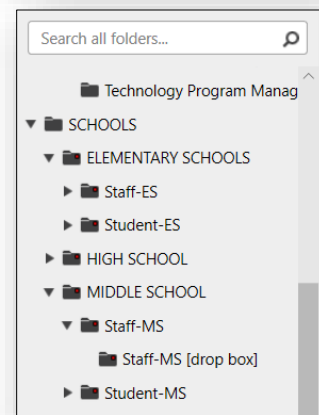 Search all folders...
Technology Program Manag
SCHOOLS
ELEMENTARY SCHOOLS
Staff-ES
Student-ES
HIGH SCHOOL
MIDDLE SCHOOL
Staff-MS
Staff-MS [drop box]
Student-MS